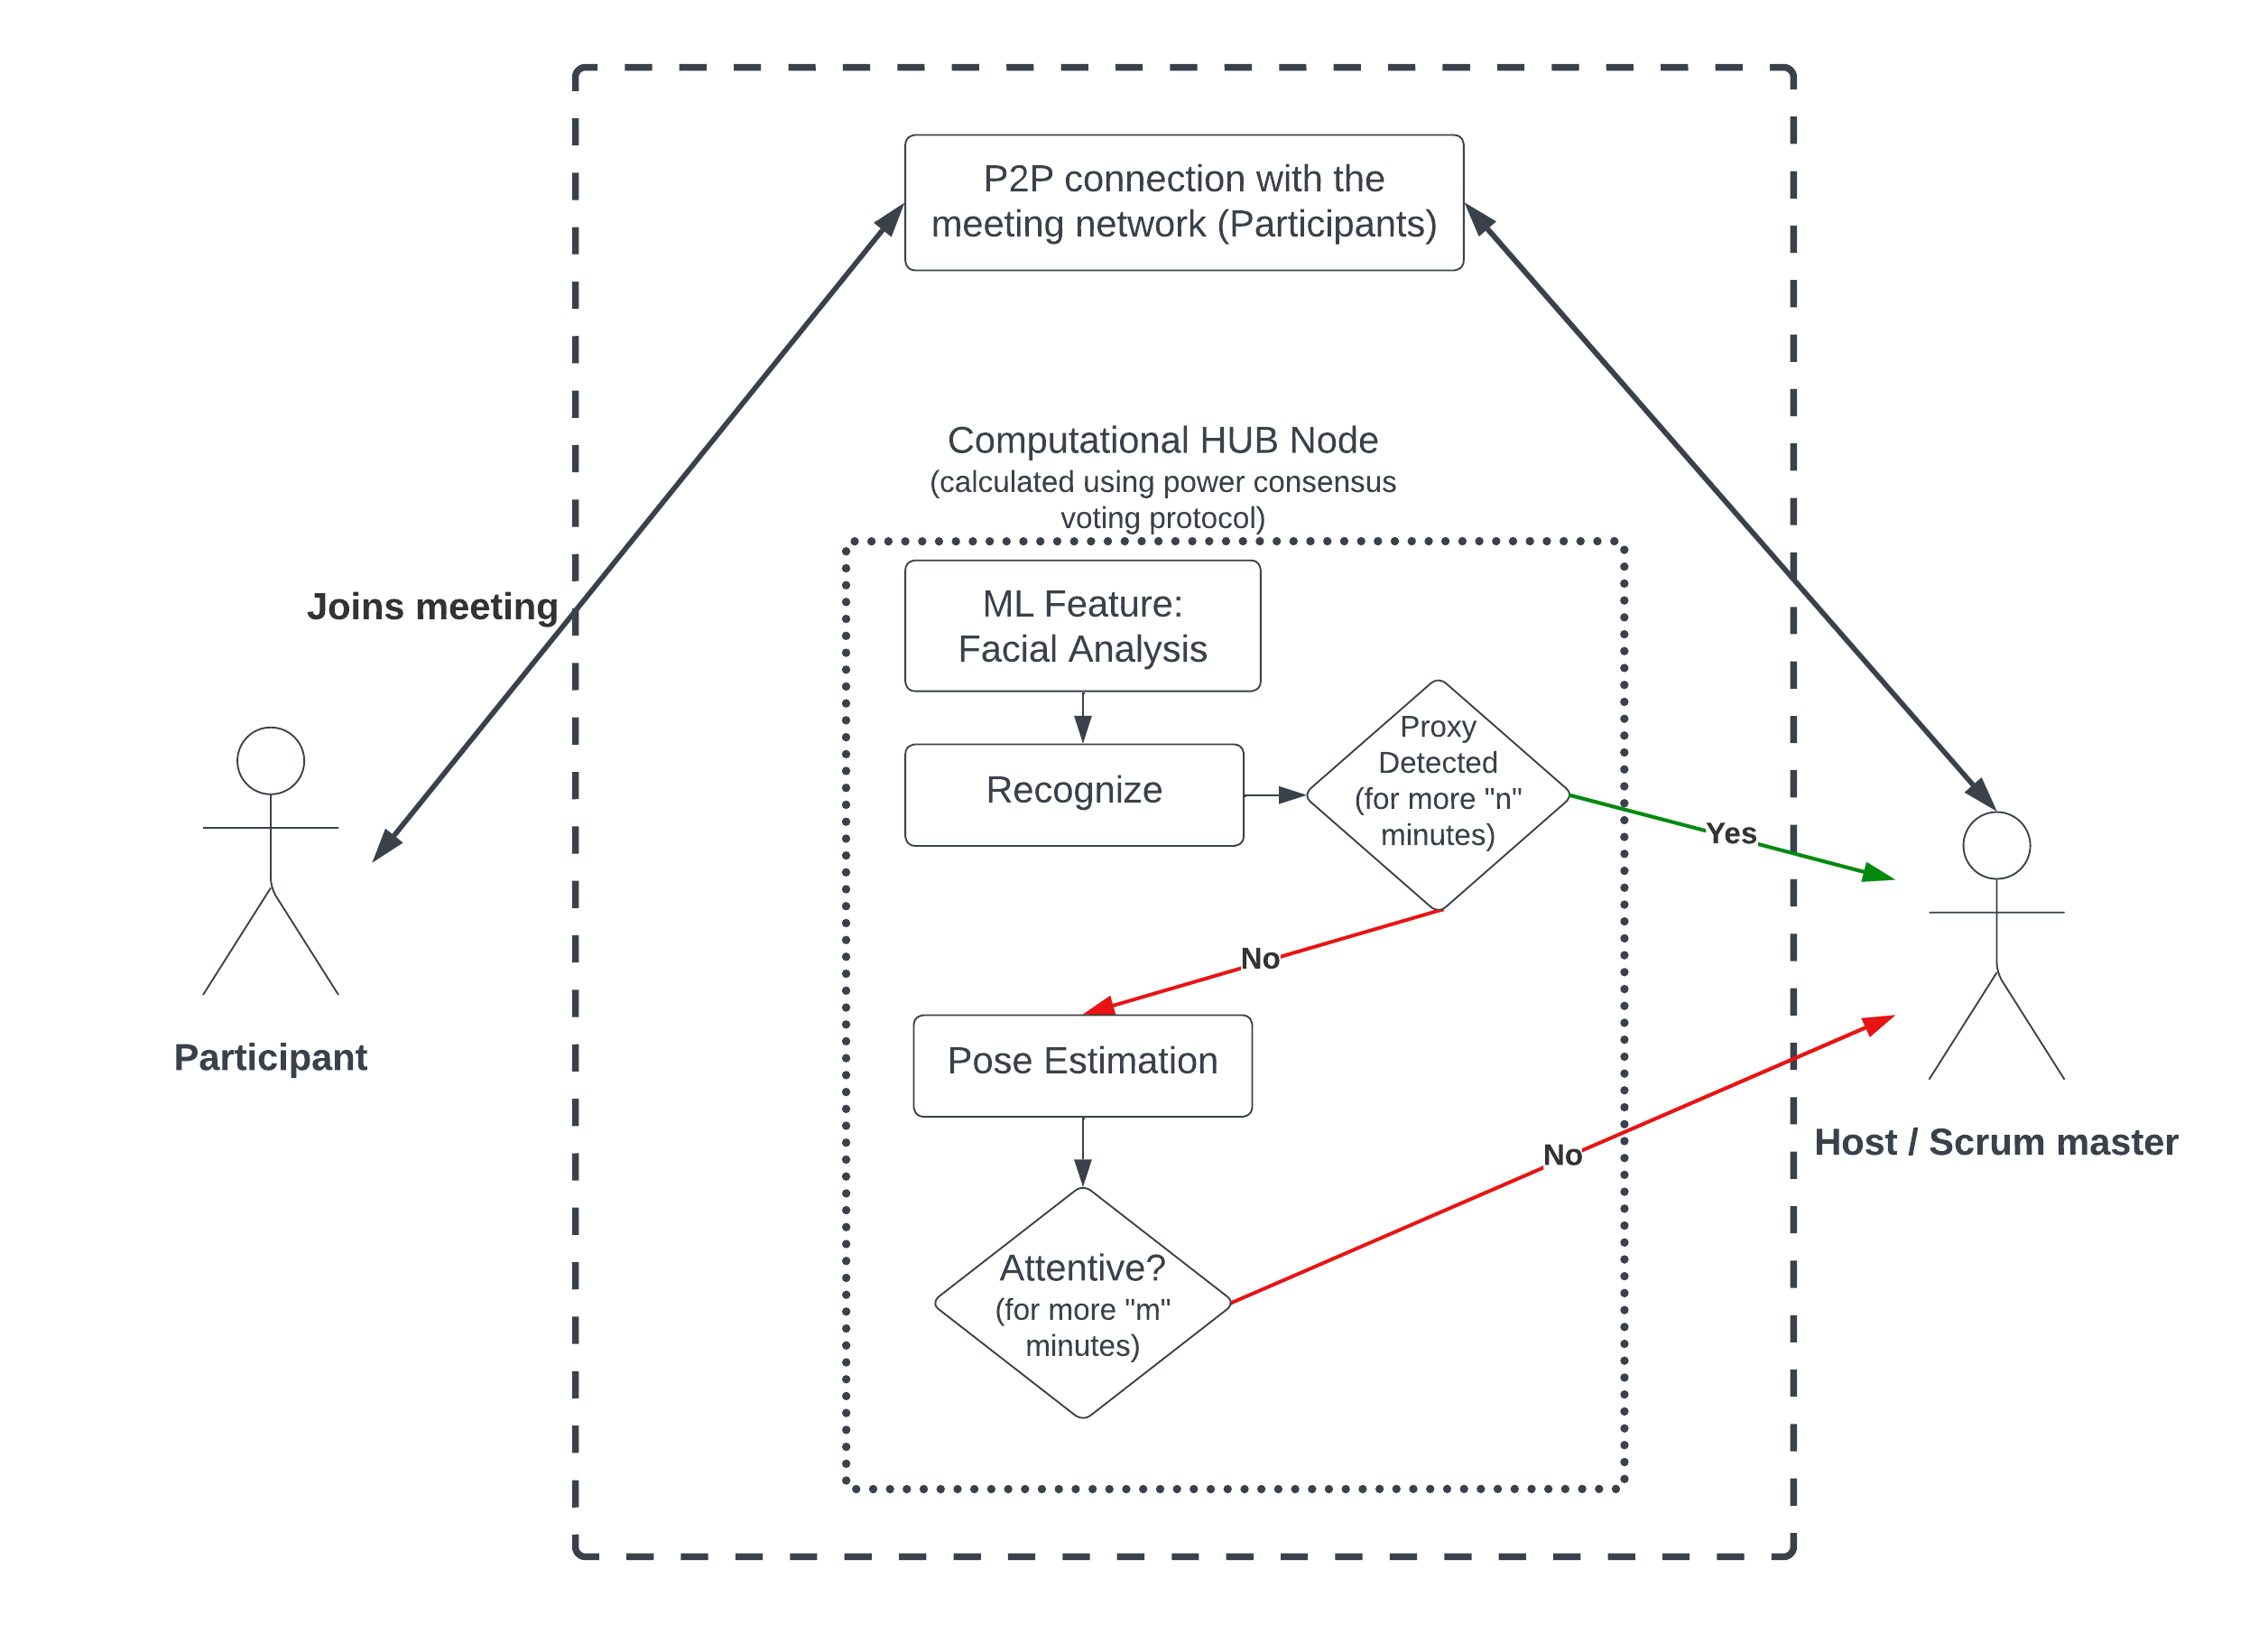 P2P connection with the
meeting network (Participants)
Computational HUB Node
(calculated using power consensus
voting protocol)
Joins meeting
ML Feature:
Facial Analysis
Recognize
Proxy
Detected
(for more "n"
minutes)
Yes
No
Participant
Pose Estimation
Host / Scrum master
No
Attentive?
(for more "m"
minutes)